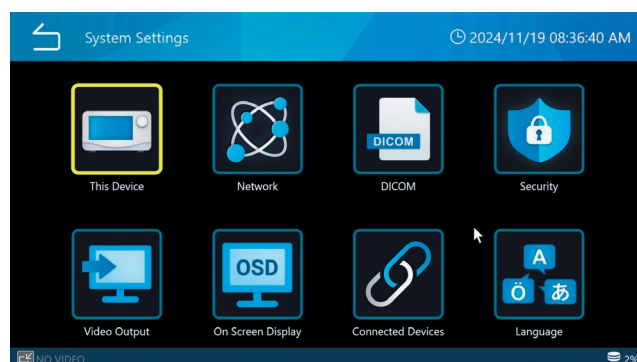 System Settings
2024/11/19 08:36:40 AM
DICOM
This Device
Network
DICOM
Security
OSD
A
Ö あ
Video Output
On Screen Display
Connected Devices
Language
NO VIDEO
2%